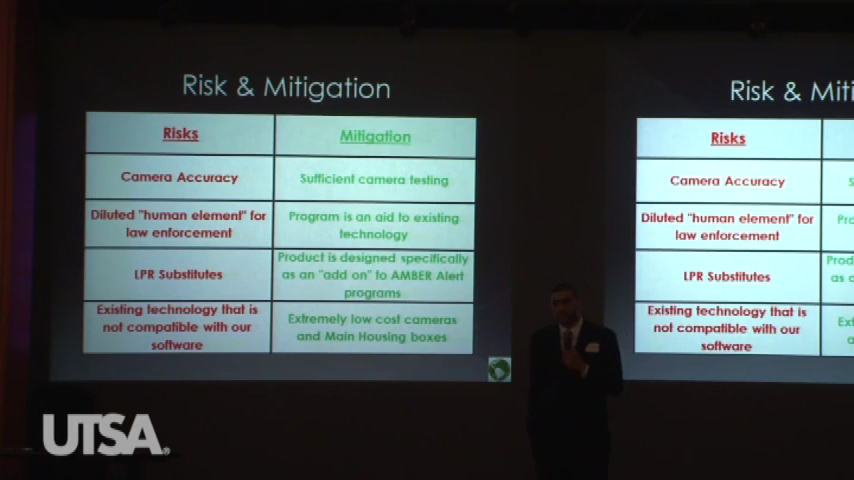 Risk & Mitigation
Risks
Mitigation
Camera Accuracy
Sufficient camera testing
Diluted "human element" for
law enforcement
Program is an aid to existing
technology
LPR Substitutes
Product is designed specifically
as an "add on" to AMBER Alert
programs
Existing technology that is
not compatible with our
software
Extremely low cost cameras
and Main Housing boxes
Risk & Miti
Risks
Camera Accuracy
S
Diluted "human element" for
law enforcement
Pro
LPR Substitutes
Prod
as a
Existing technology that is
not compatible with our
software
Ext
a
UTSA®